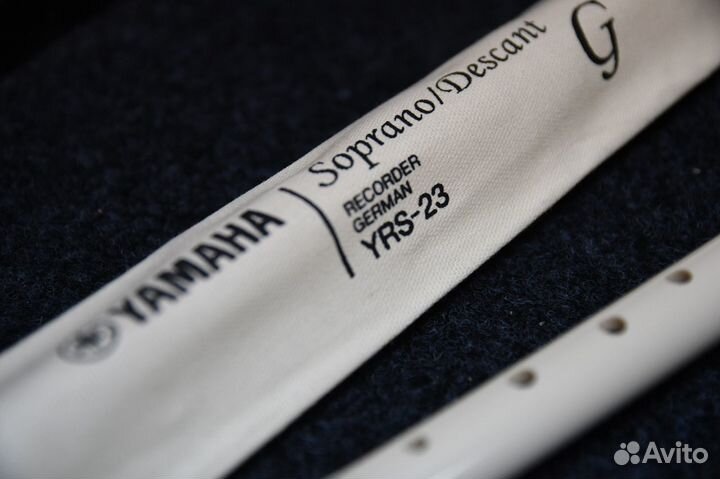 YAMAHA
Soprano/Descant
G
RECORDER
GERMAN
YRS-23
Avito